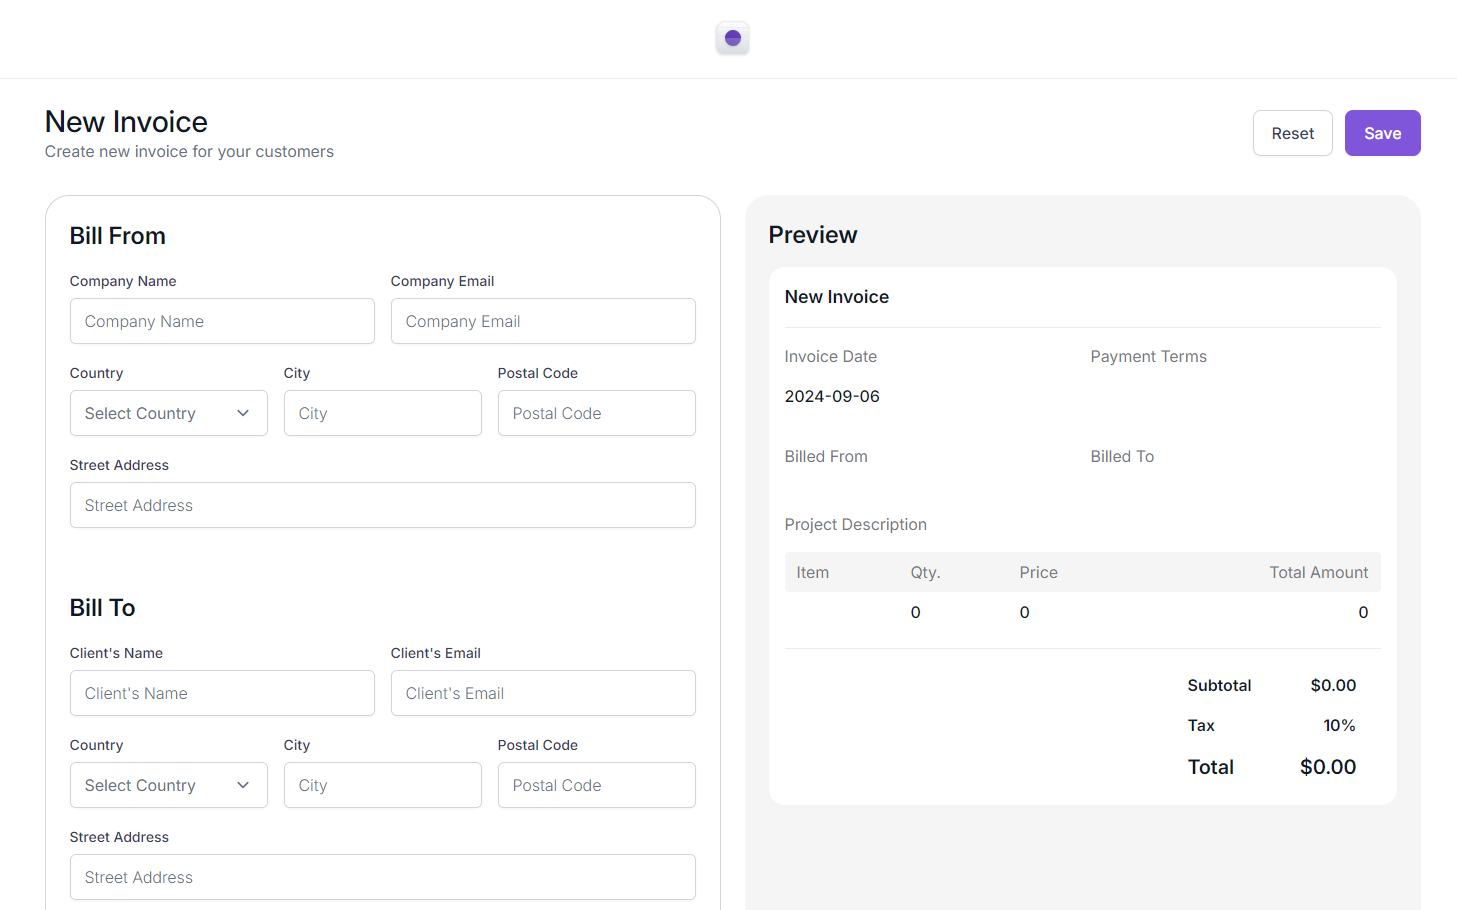 New Invoice
Create new invoice for your customers
Reset
Save
Bill From
Company Name
Company Email
Company Name
Company Email
Country
City
Postal Code
Select Country
City
Postal Code
Street Address
Street Address
Bill To
Client's Name
Client's Email
Client's Name
Client's Email
Country
City
Postal Code
Select Country
City
Postal Code
Street Address
Street Address
Preview
New Invoice
Invoice Date
Payment Terms
2024-09-06
Billed From
Billed To
Project Description
Item Qty. Price Total Amount
0 0 0
Subtotal $0.00
Tax 10%
Total $0.00